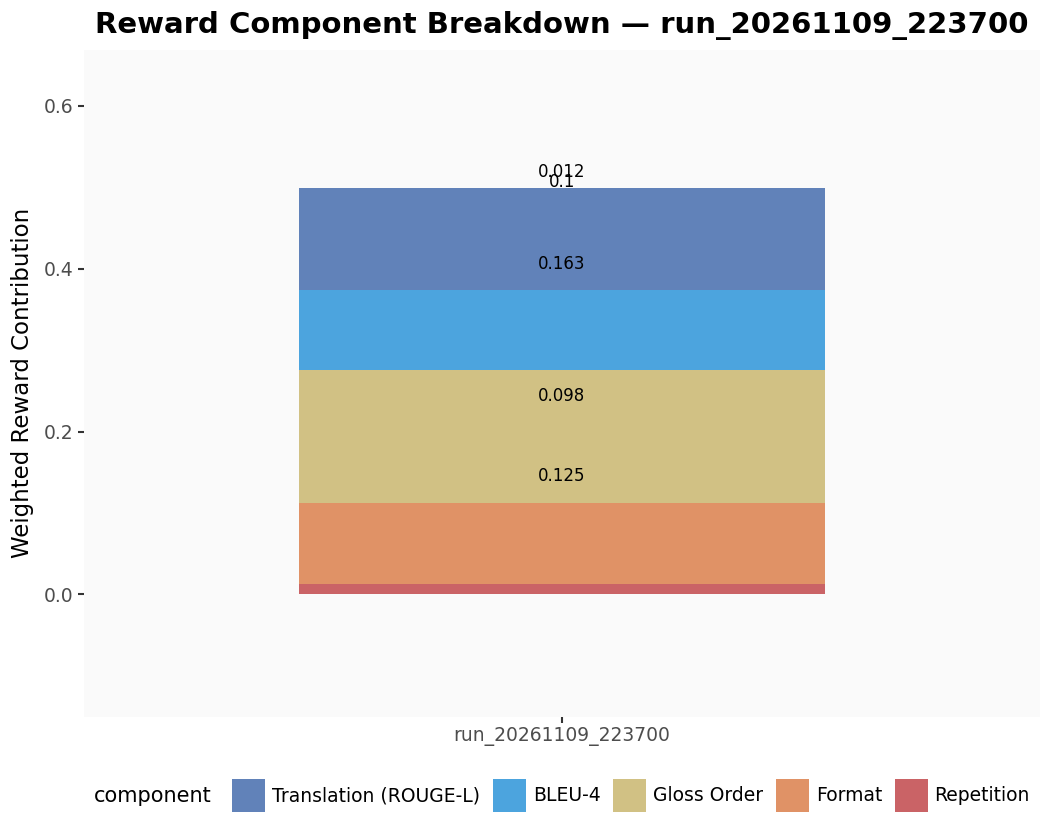 Reward Component Breakdown — run_20261109_223700
Weighted Reward Contribution
0.6
0.4
0.2
0.0
0.012
0.1
0.163
0.098
0.125
run_20261109_223700
component Translation (ROUGE-L) BLEU-4 Gloss Order Format Repetition